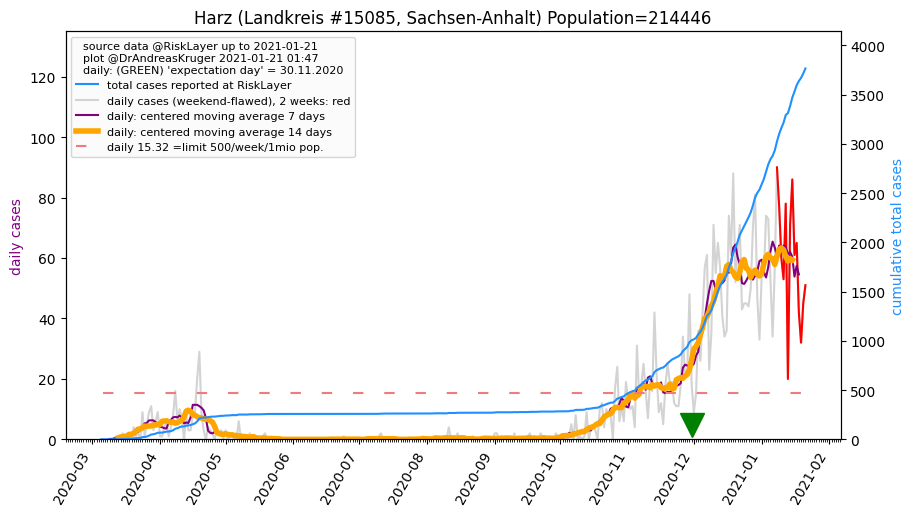 Harz (Landkreis #15085, Sachsen-Anhalt) Population=214446
source data @RiskLayer up to 2021-01-21
plot @DrAndreasKruger 2021-01-21 01:47
daily: (GREEN) 'expectation day' = 30.11.2020
total cases reported at RiskLayer
daily cases (weekend-flawed), 2 weeks: red
daily: centered moving average 7 days
daily: centered moving average 14 days
daily 15.32 =limit 500/week/1mio pop.
daily cases
120
100
80
60
40
20
0
cumulative total cases
4000
3500
3000
2500
2000
1500
1000
500
0
2020-03
2020-04
2020-05
2020-06
2020-07
2020-08
2020-09
2020-10
2020-11
2020-12
2021-01
2021-02